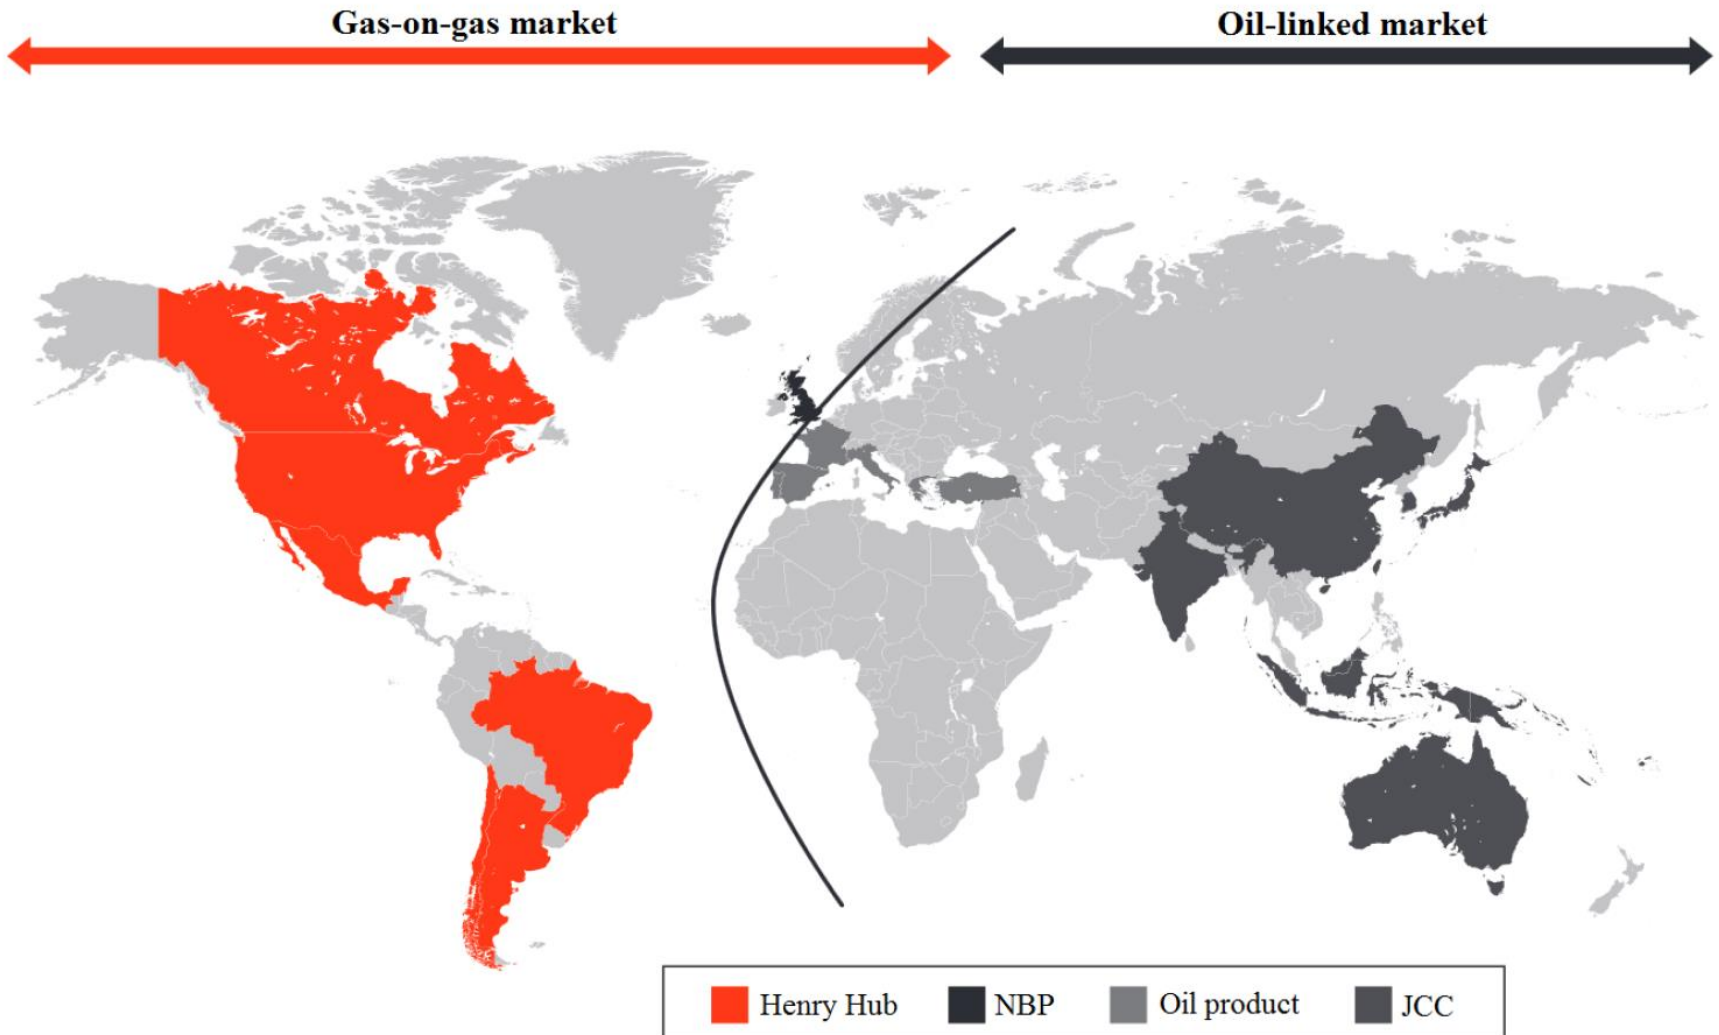 Gas-on-gas market
Oil-linked market
Henry Hub
NBP
Oil product
JCC